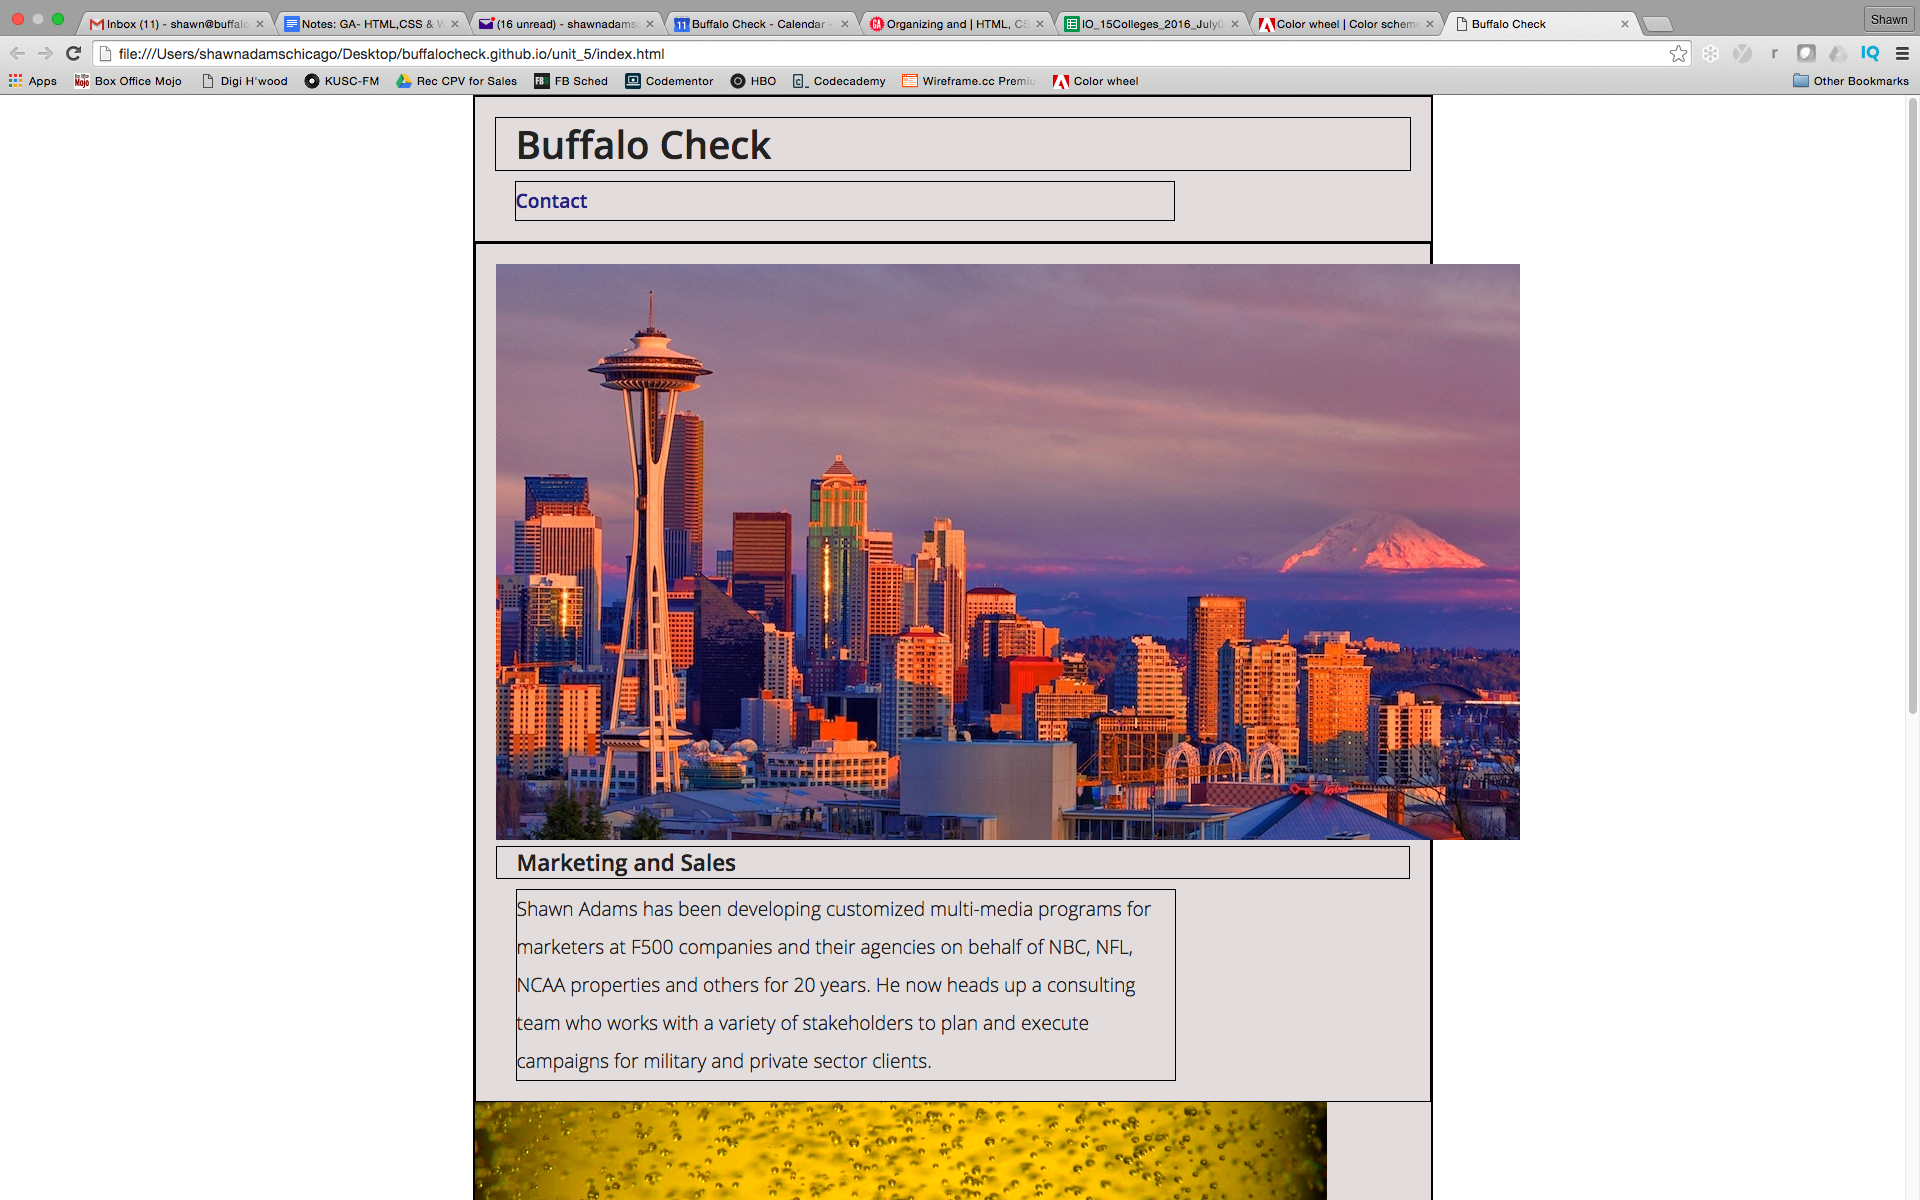 Inbox (11) - shawn@buffalo
Notes: GA- HTML,CSS & W
(16 unread) - shawnadams
11 Buffalo Check - Calendar -
GA Organizing and | HTML, CS
IO_15Colleges_2016_July
Color wheel | Color scheme
Buffalo Check
Shawn
file:///Users/shawnadamschicago/Desktop/buffalocheck.github.io/unit_5/index.html
r
IQ
Apps
Box Office Mojo
Digi H'wood
KUSC-FM
Rec CPV for Sales
FB FB Sched
Codementor
HBO
Codecademy
Wireframe.cc Premiu
Color wheel
Other Bookmarks
Buffalo Check
Contact
Marketing and Sales
Shawn Adams has been developing customized multi-media programs for
marketers at F500 companies and their agencies on behalf of NBC, NFL,
NCAA properties and others for 20 years. He now heads up a consulting
team who works with a variety of stakeholders to plan and execute
campaigns for military and private sector clients.